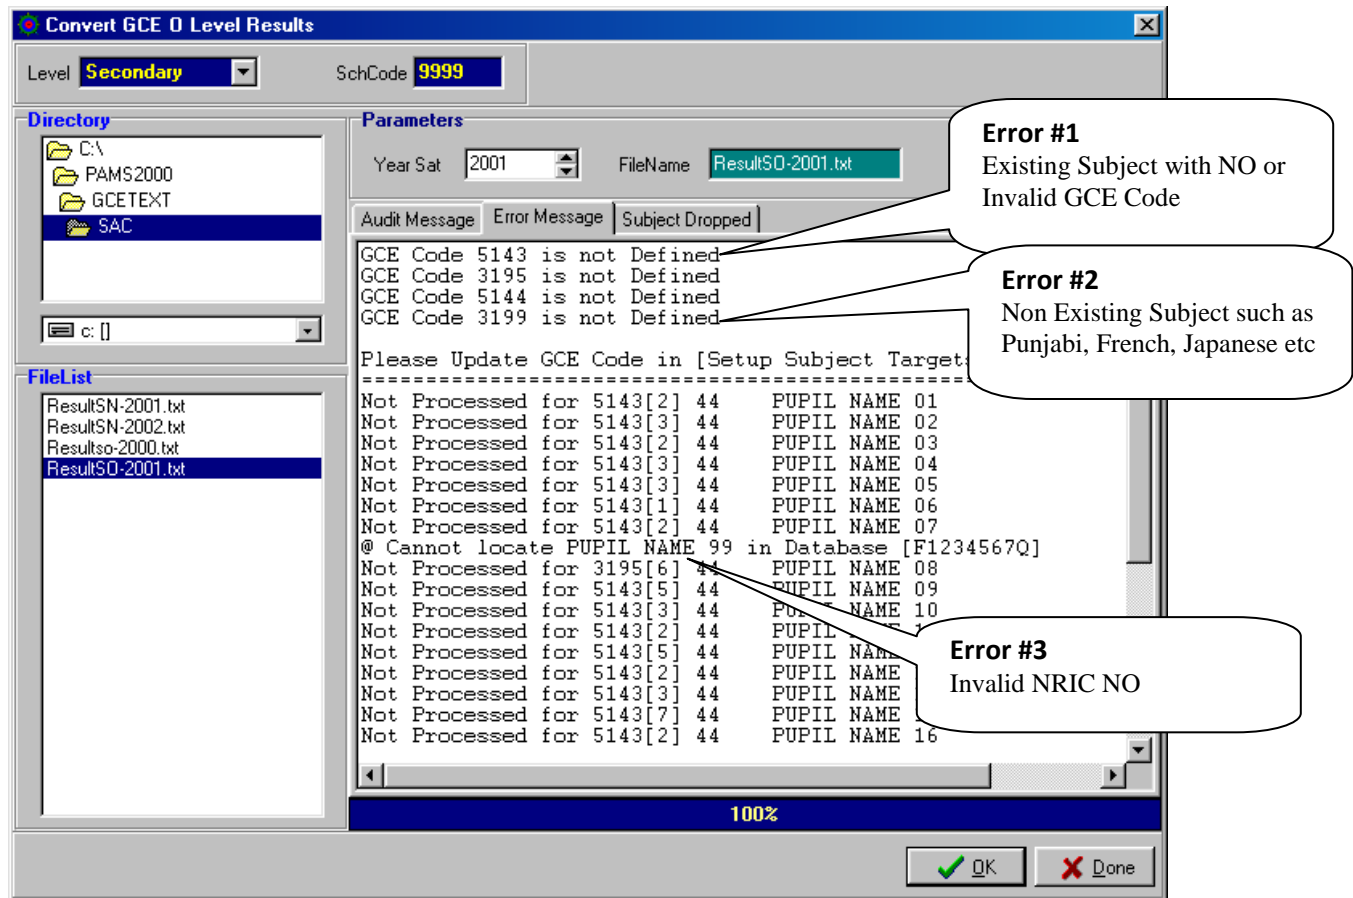 Convert GCE O Level Results
Level Secondary SchCode 9999
Directory
C:\
PAMS2000
GCETEXT
SAC
c: []
FileList
ResultSN-2001.txt
ResultSN-2002.txt
Resultso-2000.txt
ResultSO-2001.txt
Parameters
Year Sat 2001 FileName ResultSO-2001.txt
Audit Message Error Message Subject Dropped
GCE Code 5143 is not Defined
GCE Code 3195 is not Defined
GCE Code 5144 is not Defined
GCE Code 3199 is not Defined
Please Update GCE Code in [Setup Subject Targets
==============================================
Not Processed for 5143[2] 44 PUPIL NAME 01
Not Processed for 5143[3] 44 PUPIL NAME 02
Not Processed for 5143[2] 44 PUPIL NAME 03
Not Processed for 5143[3] 44 PUPIL NAME 04
Not Processed for 5143[3] 44 PUPIL NAME 05
Not Processed for 5143[1] 44 PUPIL NAME 06
Not Processed for 5143[2] 44 PUPIL NAME 07
@ Cannot locate PUPIL NAME 99 in Database [F1234567Q]
Not Processed for 3195[6] 44 PUPIL NAME 08
Not Processed for 5143[5] 44 PUPIL NAME 09
Not Processed for 5143[3] 44 PUPIL NAME 10
Not Processed for 5143[2] 44 PUPIL NAME
Not Processed for 5143[5] 44 PUPIL NAME
Not Processed for 5143[2] 44 PUPIL NAME
Not Processed for 5143[3] 44 PUPIL NAME
Not Processed for 5143[7] 44 PUPIL NAME
Not Processed for 5143[2] 44 PUPIL NAME 16
100%
OK Done
Error #1
Existing Subject with NO or
Invalid GCE Code
Error #2
Non Existing Subject such as
Punjabi, French, Japanese etc
Error #3
Invalid NRIC NO